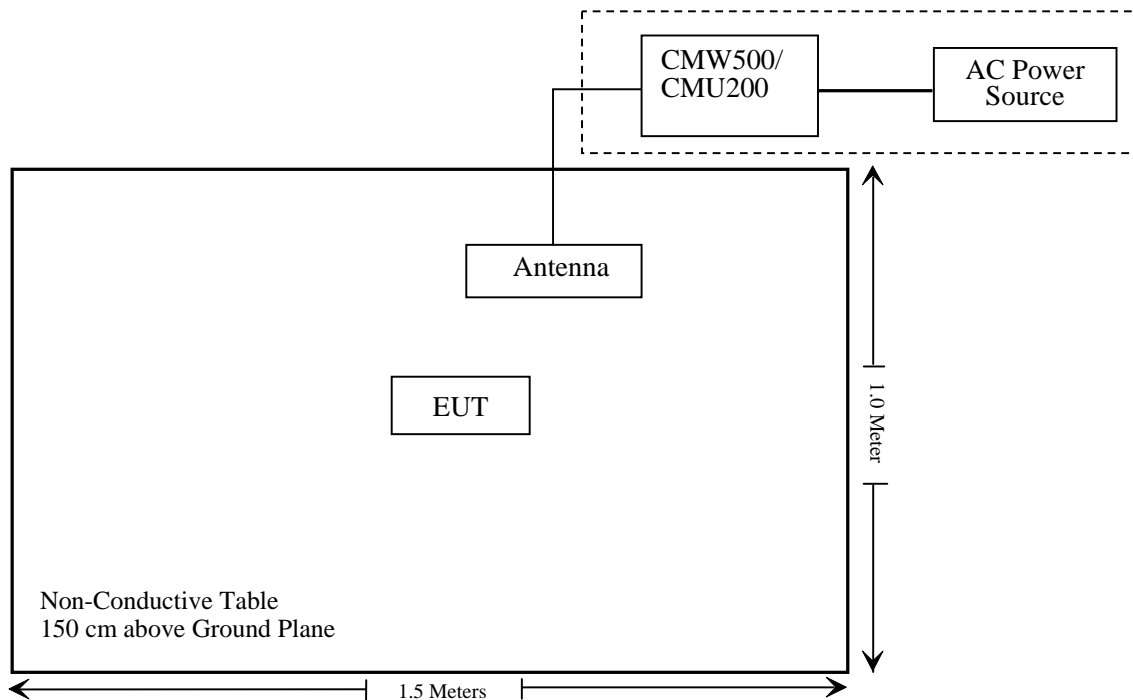 CMW500/
CMU200
AC Power
Source
Antenna
EUT
1.0 Meter
Non-Conductive Table
150 cm above Ground Plane
1.5 Meters